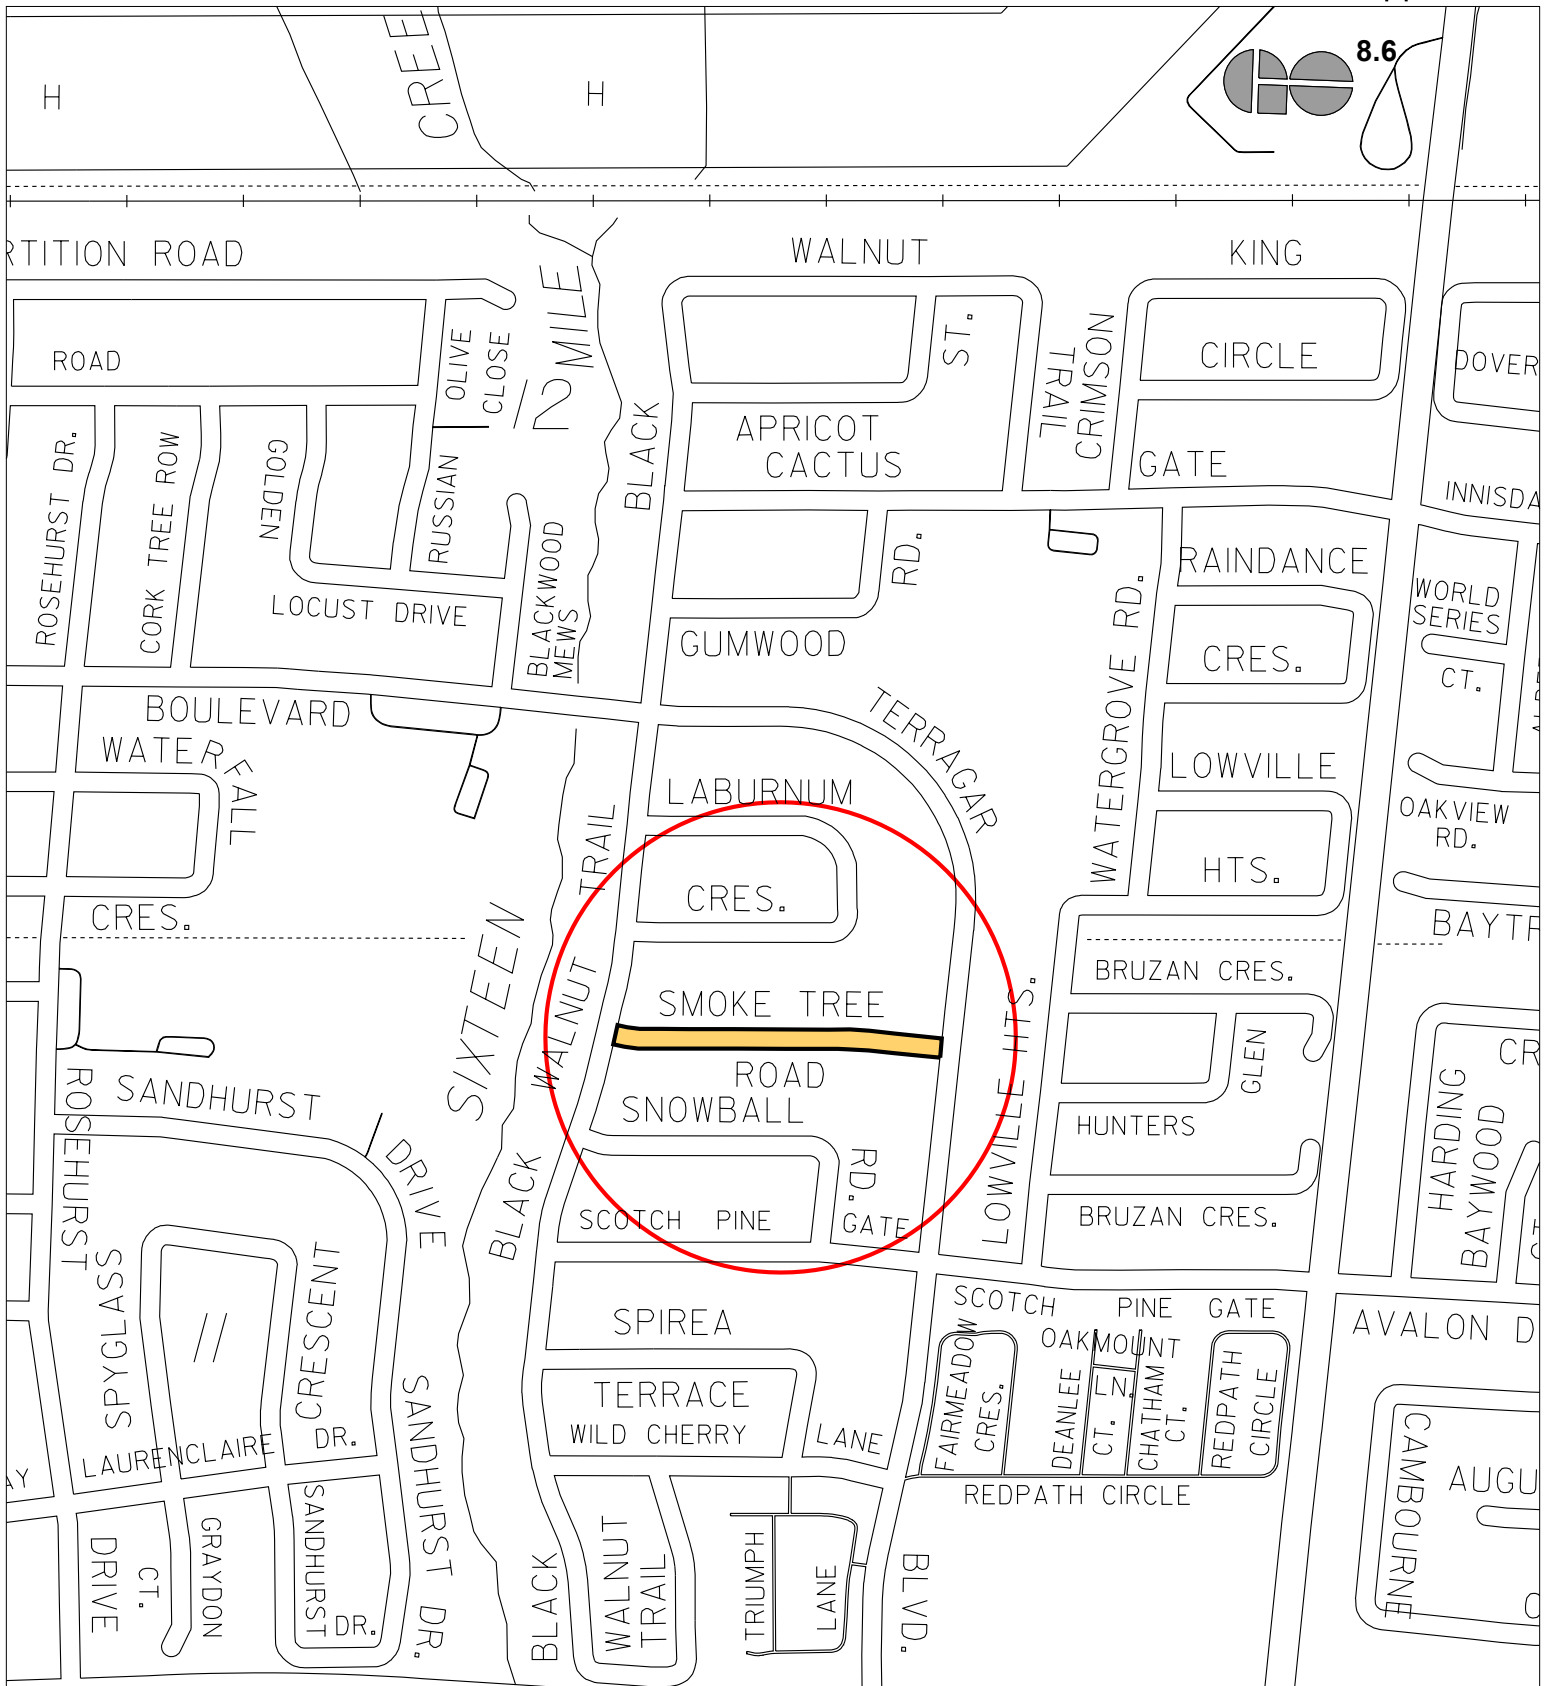 8.6
CREE
H
H
RTITION ROAD
WALNUT
KING
MILE
12
ROAD
OLIVE
CLOSE
ST.
TRAIL
CRIMSON
CIRCLE
DOVER
BLACK
APRICOT
CACTUS
GATE
ROSEHURST DR.
CORK TREE ROW
GOLDEN
RUSSIAN
INNISDA
BLACKWOOD
MEWS
RD.
RAINDANCE
LOCUST DRIVE
WORLD
SERIES
CT.
GUMWOOD
WATERGROVE RD.
CRES.
BOULEVARD
TERRAGAR
WATERFALL
LABURNUM
LOWVILLE
OAKVIEW
RD.
TRAIL
CRES.
HTS.
CRES.
BAYTR
SIXTEEN
WALNUT
BRUZAN CRES.
SMOKE TREE
ROAD
LOWVILLE HTS.
GLEN
CR
SANDHURST
DRIVE
ROSEHURST
SNOWBALL
RD.
HUNTERS
HARDING
BAYWOOD
BLACK
SCOTCH PINE
GATE
BRUZAN CRES.
SPYGLASS
CRESCENT
11
SPIREA
SCOTCH PINE GATE
AVALON D
OAKMOUNT
LN.
TERRACE
FAIRMEADOW
CRES.
DEANLEE
CT.
CHATHAM
CT.
REDPATH
CIRCLE
WILD CHERRY
LANE
LAURENCLAIRE DR.
SANDHURST DR.
CAMBOURNE
AY
AUGU
REDPATH CIRCLE
DRIVE
CT.
GRAYDON
SANDHURST
DR.
BLACK
WALNUT
TRAIL
TRIUMPH
LANE
BLVD.